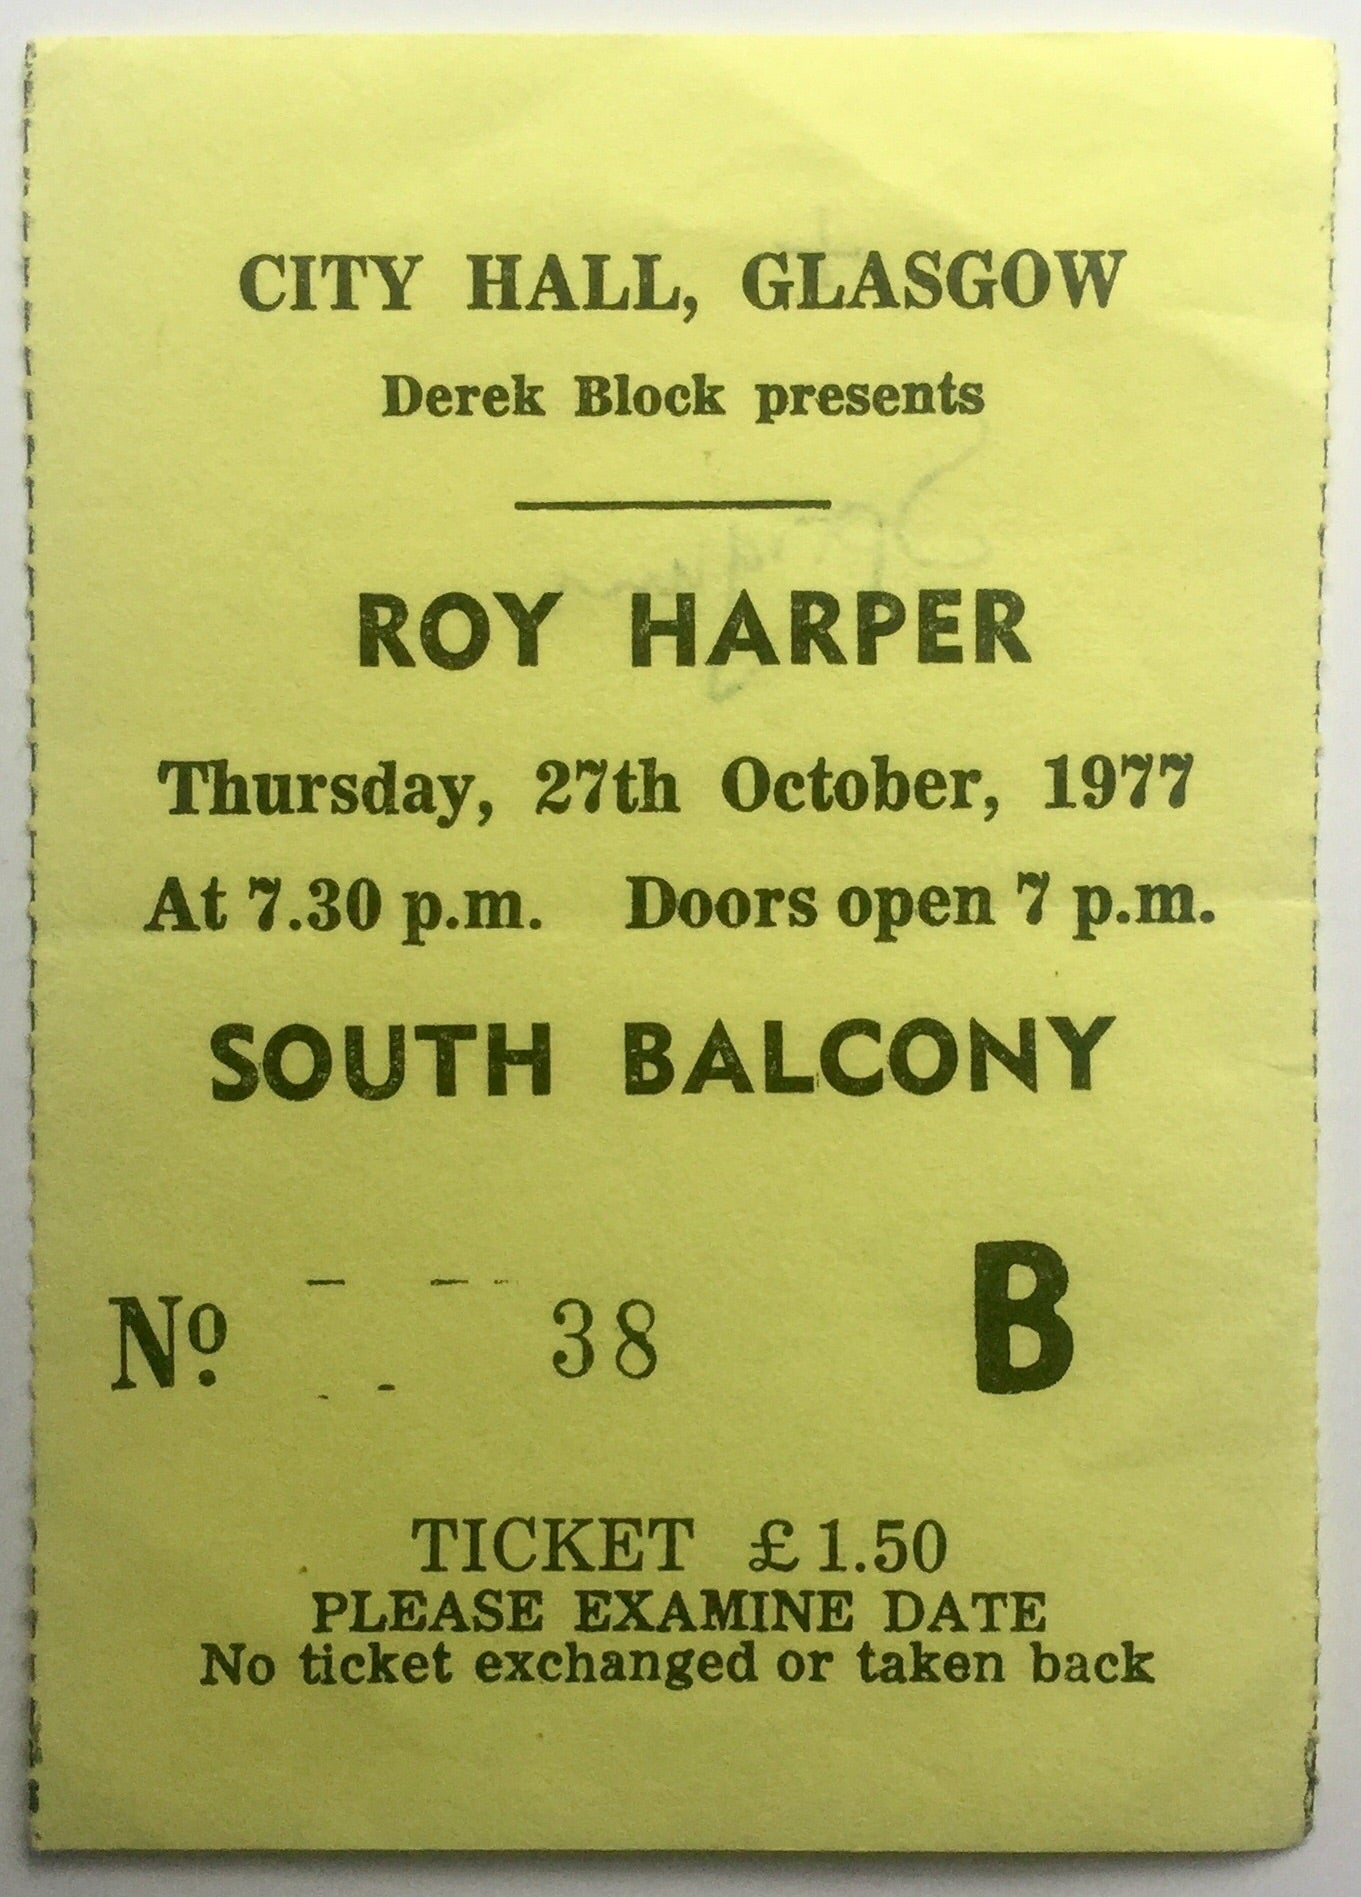 CITY HALL, GLASGOW
Derek Block presents
ROY HARPER
Thursday, 27th October, 1977
At 7.30 p.m. Doors open 7 p.m.
SOUTH BALCONY
Nº 38 B
TICKET £1.50
PLEASE EXAMINE DATE
No ticket exchanged or taken back